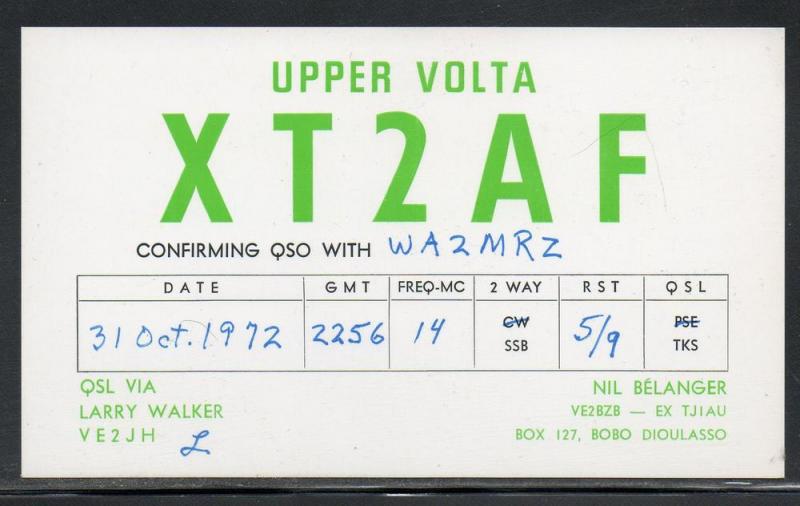 UPPER VOLTA
XT2AF
CONFIRMING QSO WITH WA2MRZ
DATE GMT FREQ-MC 2 WAY RST QSL
31 Oct. 1972 2256 14 CW SSB 5/9 PSE TKS
QSL VIA
LARRY WALKER
VE2JH L
NIL BÉLANGER
VE2BZB — EX TJ1AU
BOX 127, BOBO DIOULASSO